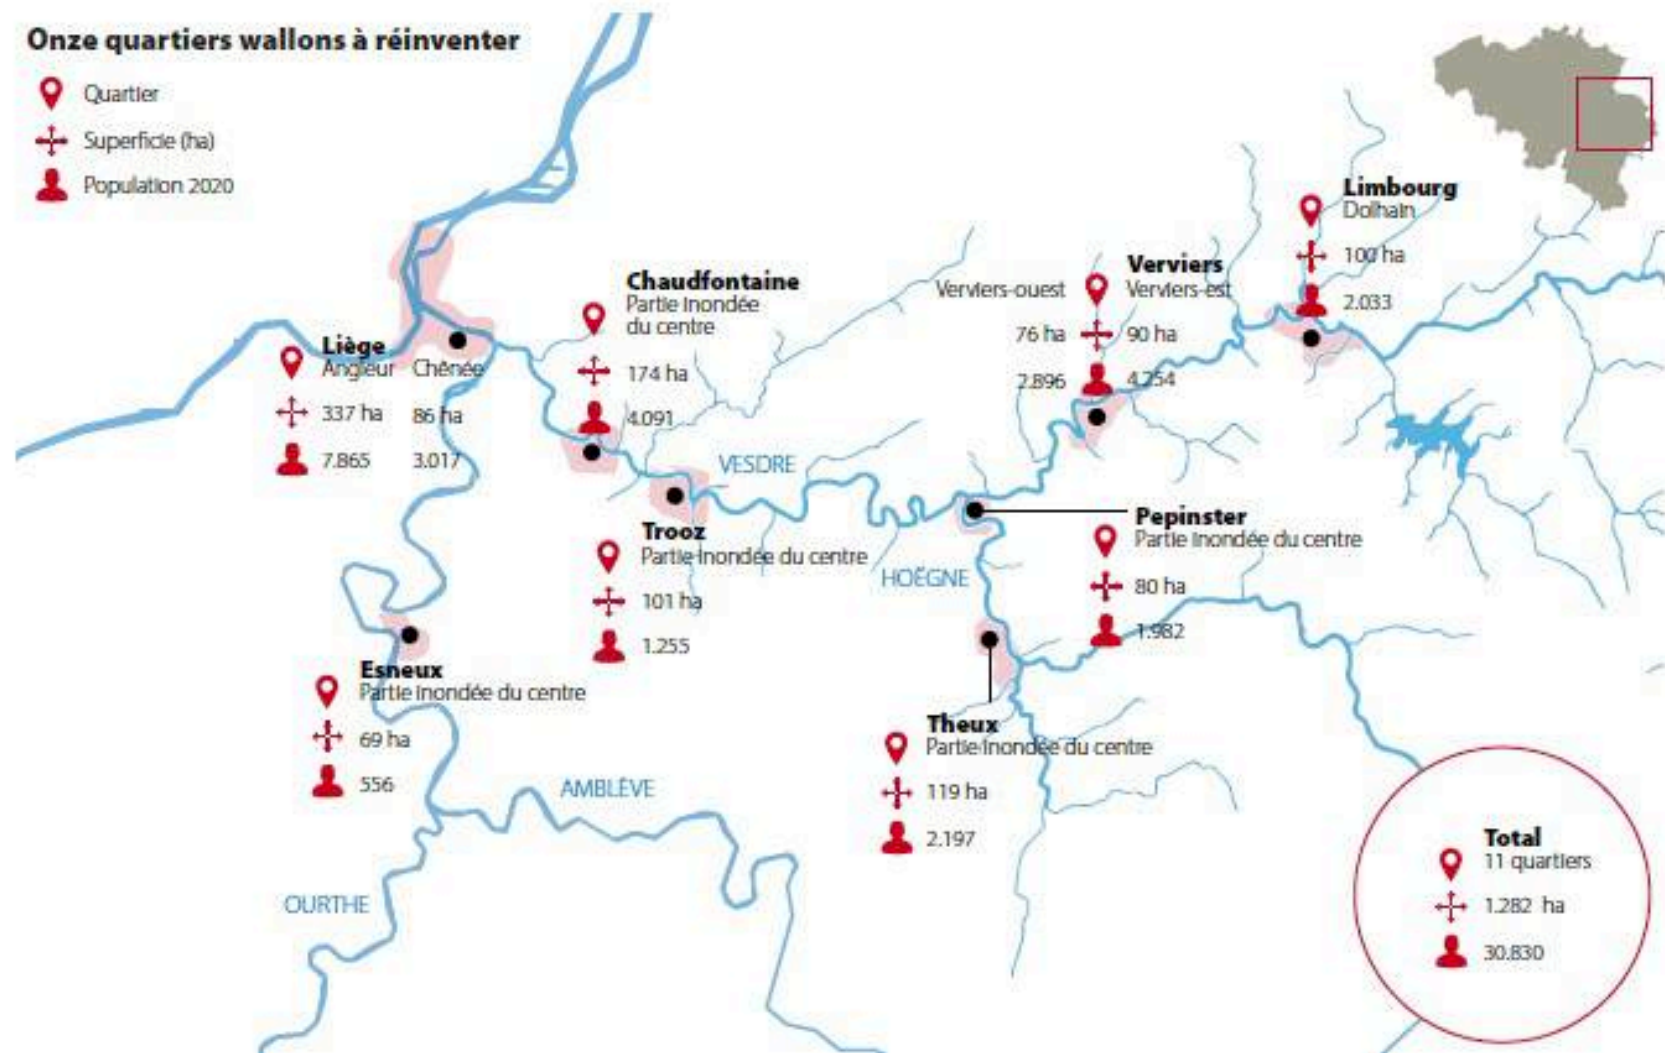 Onze quartiers wallons à réinventer
Quartier
Superficie (ha)
Population 2020
Limbourg
Dolhain
100 ha
2.033
Verviers
Verviers-ouest Verviers-est
76 ha 90 ha
2.896 4.254
Chaudfontaine
Partie inondée
du centre
174 ha
4.091
Liège
Angleur Chênée
337 ha 86 ha
7.865 3.017
VESDRE
Trooz
Partie inondée du centre
101 ha
1.255
Pepinster
Partie inondée du centre
80 ha
1.982
HOËGNE
Esneux
Partie inondée du centre
69 ha
556
Theux
Partie inondée du centre
119 ha
2.197
AMBLÈVE
OURTHE
Total
11 quartiers
1.282 ha
30.830